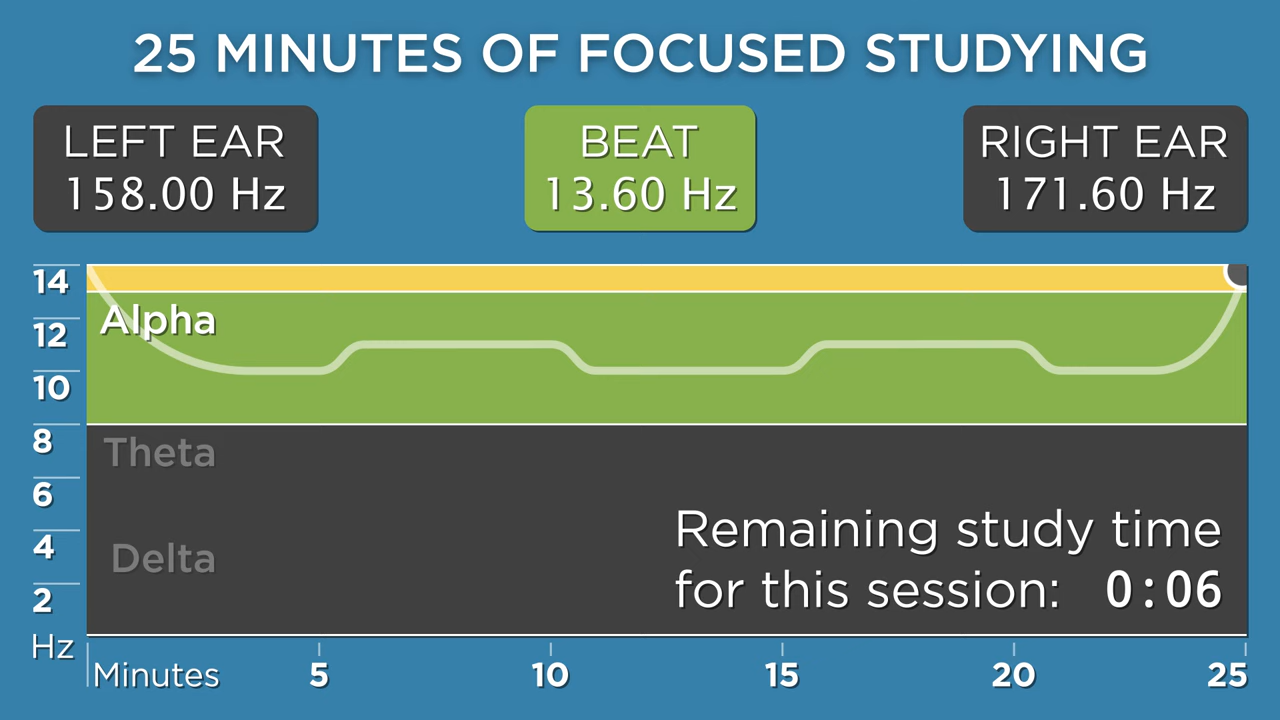 25 MINUTES OF FOCUSED STUDYING
LEFT EAR
158.00 Hz
BEAT
13.60 Hz
RIGHT EAR
171.60 Hz
14
Alpha
12
10
8
Theta
6
4
Delta
2
Remaining study time
for this session: 0:06
Hz
Minutes 5 10 15 20 25